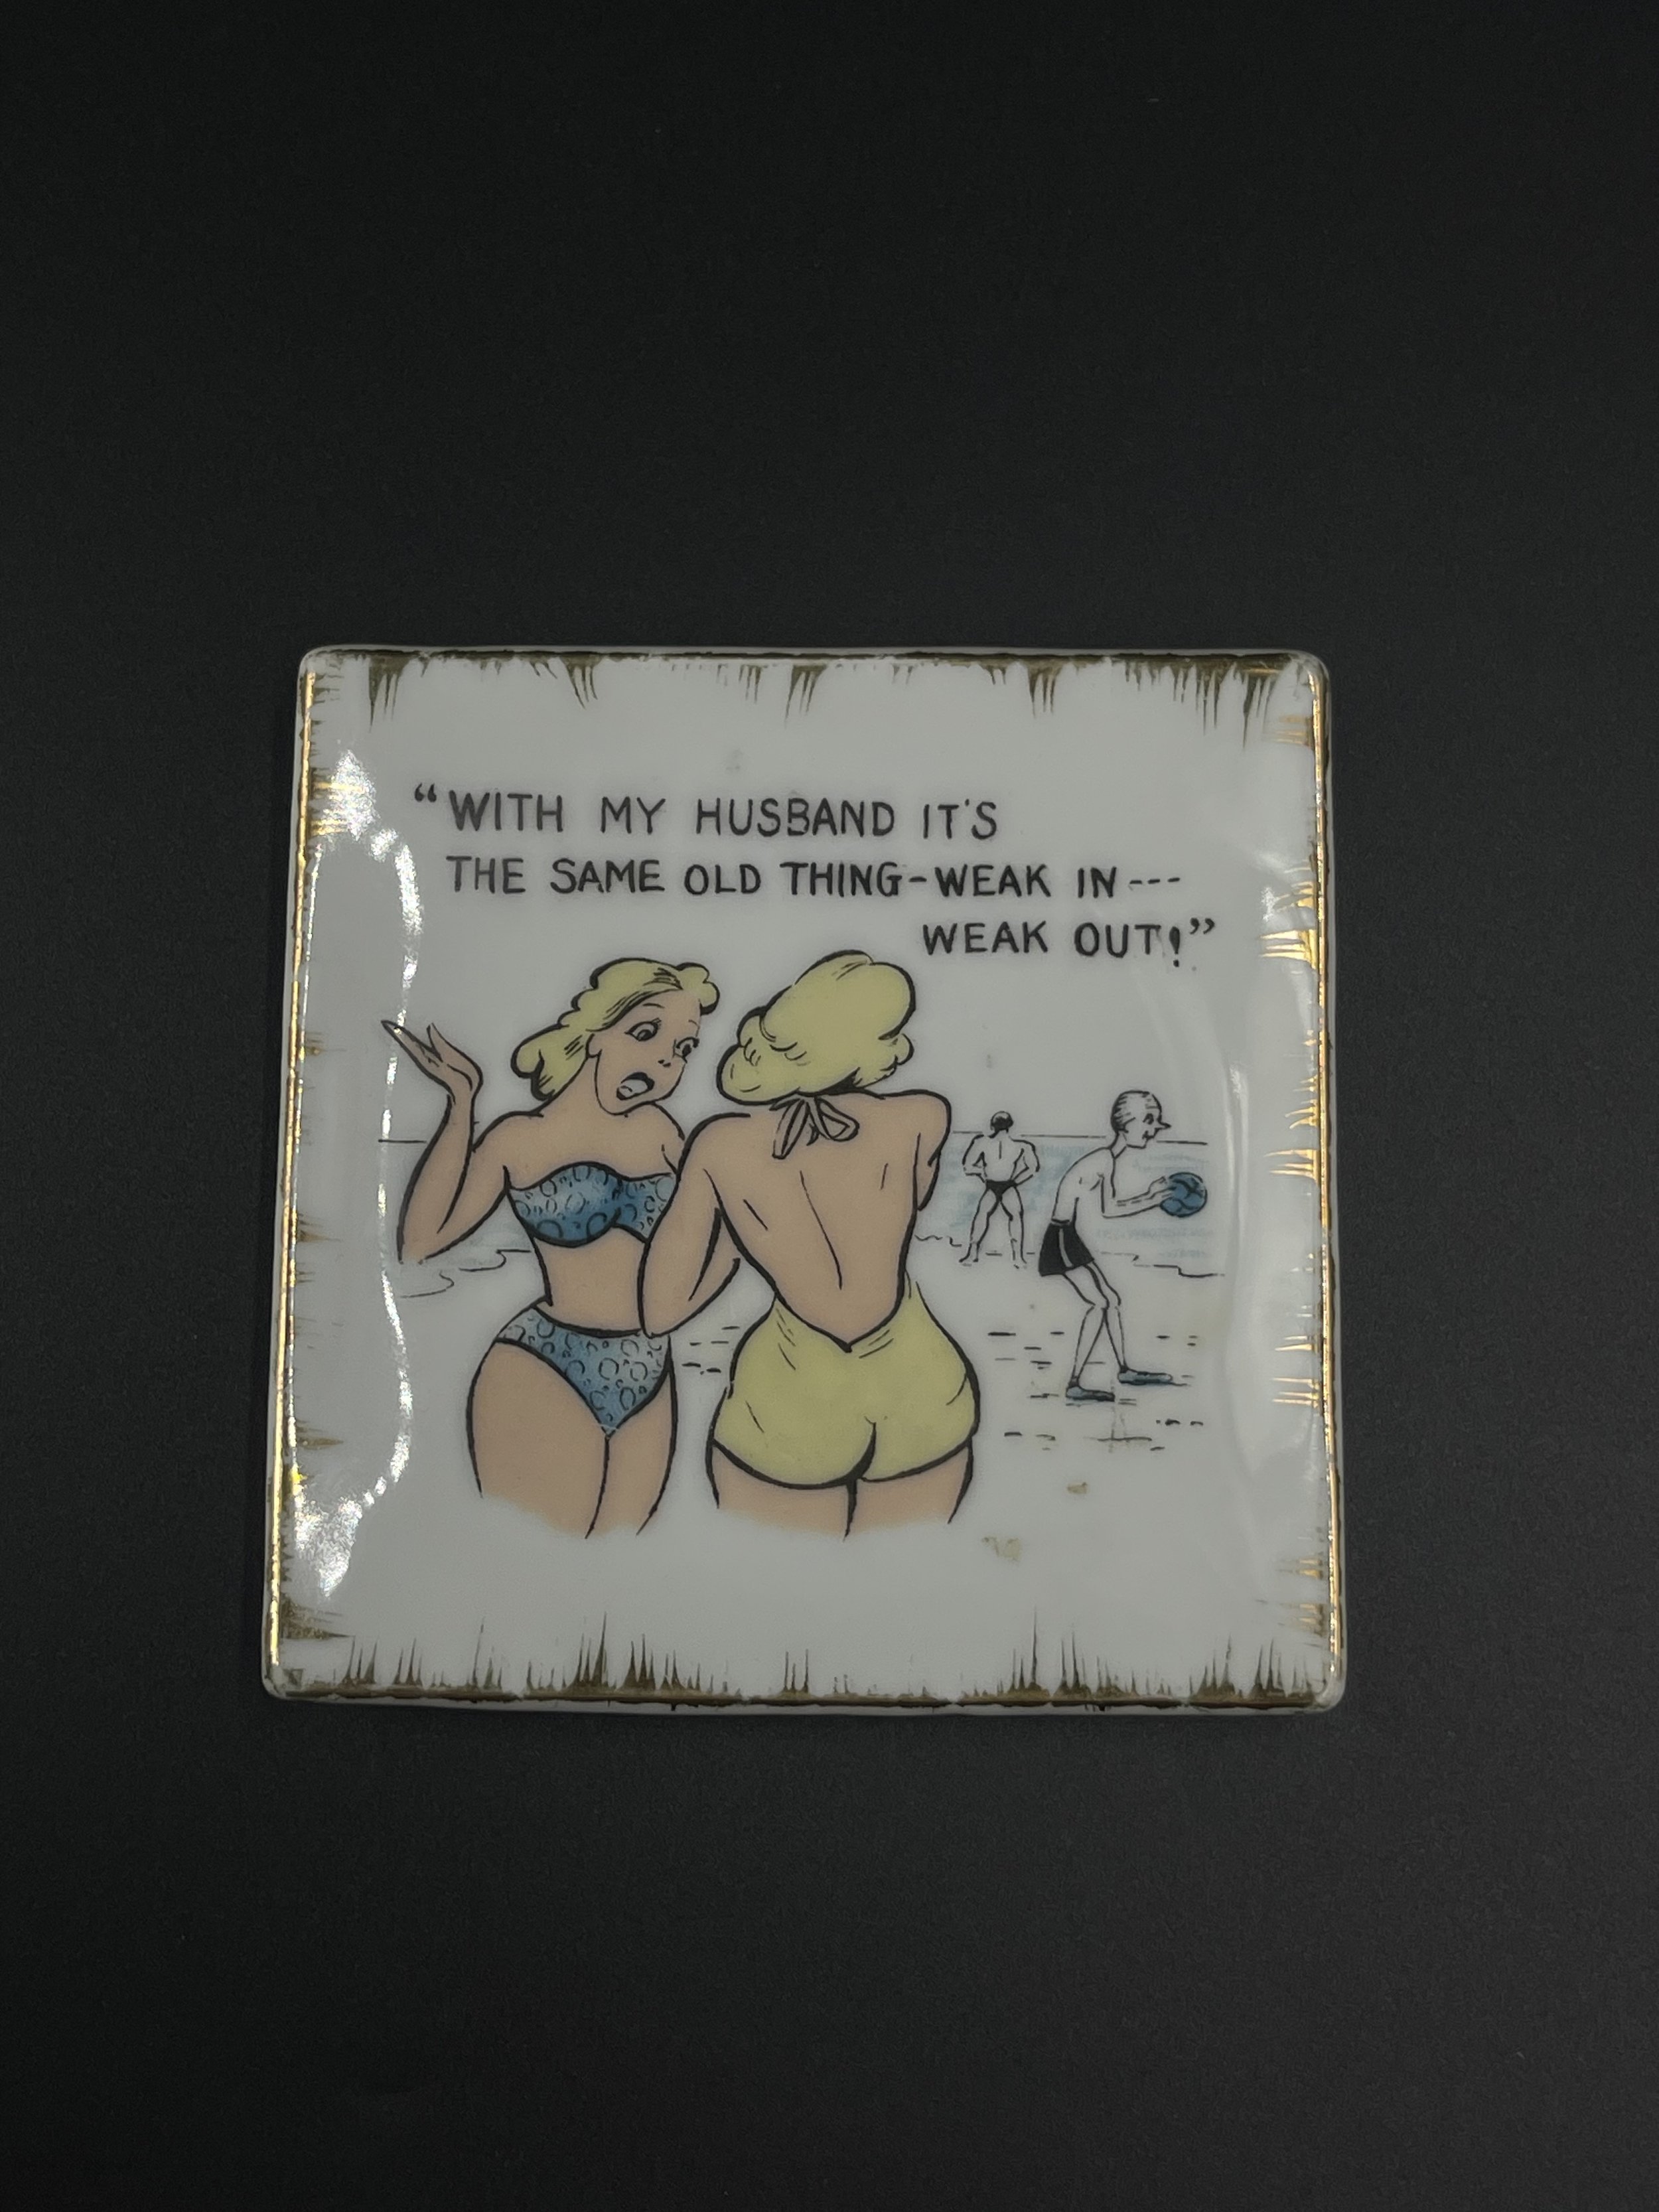 “WITH MY HUSBAND IT'S
THE SAME OLD THING-WEAK IN---
WEAK OUT!”